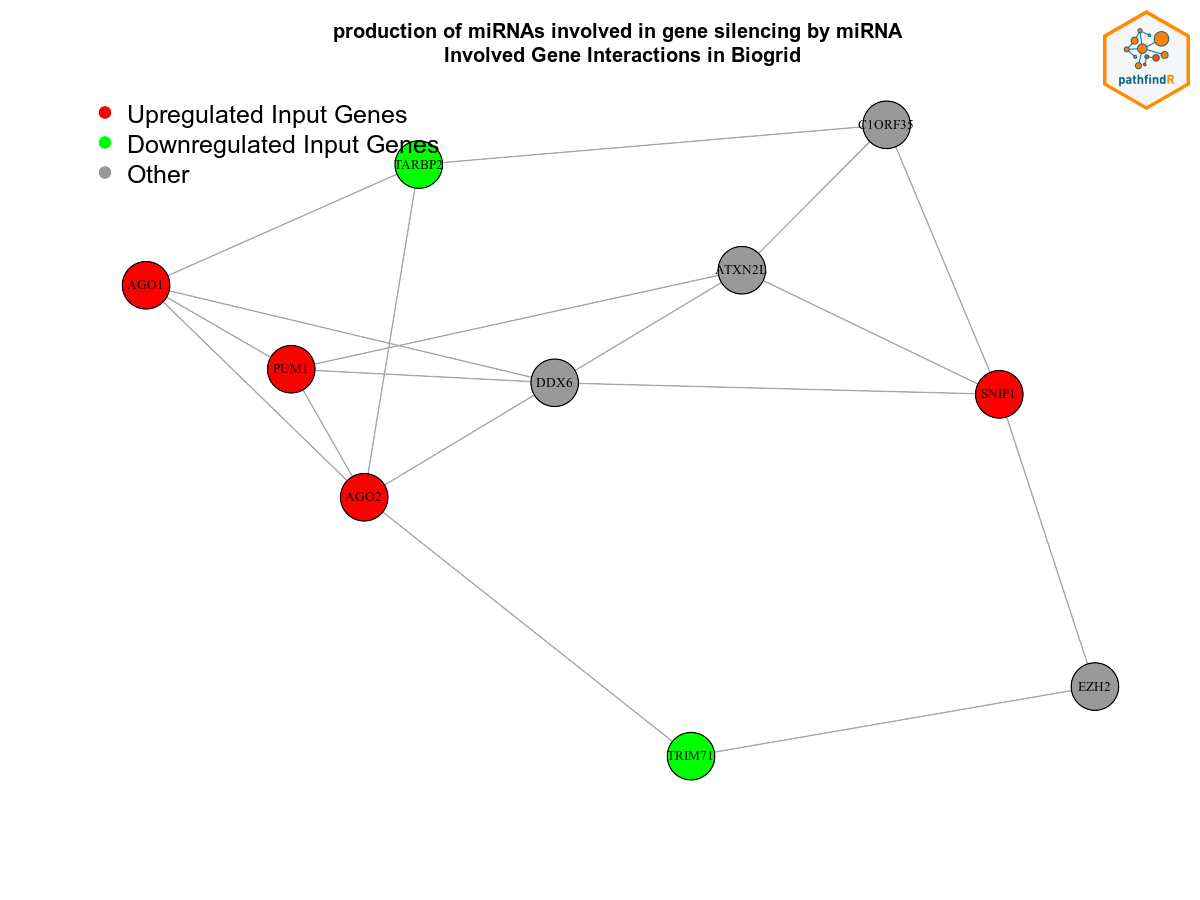 production of miRNAs involved in gene silencing by miRNA
Involved Gene Interactions in Biogrid
pathfindR
Upregulated Input Genes
Downregulated Input Genes
Other
C1ORF35
TARBP2
ATXN2L
AGO1
PUM1
DDX6
SNIP1
AGO2
EZH2
TRIM71